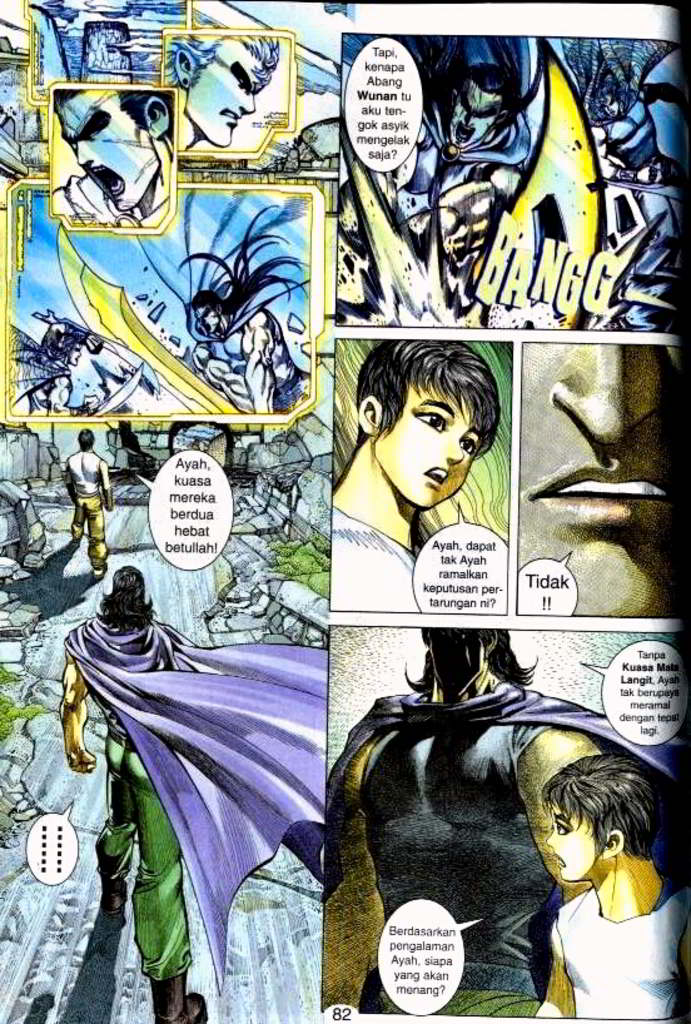 Ayah,
kuasa
mereka
berdua
hebat
betullah!
Tapi,
kenapa
Abang
Wunan tu
aku ten-
gok asyik
mengelak
saja?
BANGG
Ayah, dapat
tak Ayah
ramalkan
keputusan per-
tarungan ni?
Tidak
!!
Tanpa
Kuasa Mata
Langit, Ayah
tak berupaya
meramal
dengan tepat
lagi.
Berdasarkan
pengalaman
Ayah, siapa
yang akan
menang?
82